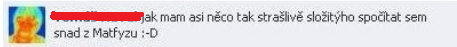 jak mam asi něco tak strašlivě složitýho spočítat sem
snad z Matfyzu :-D